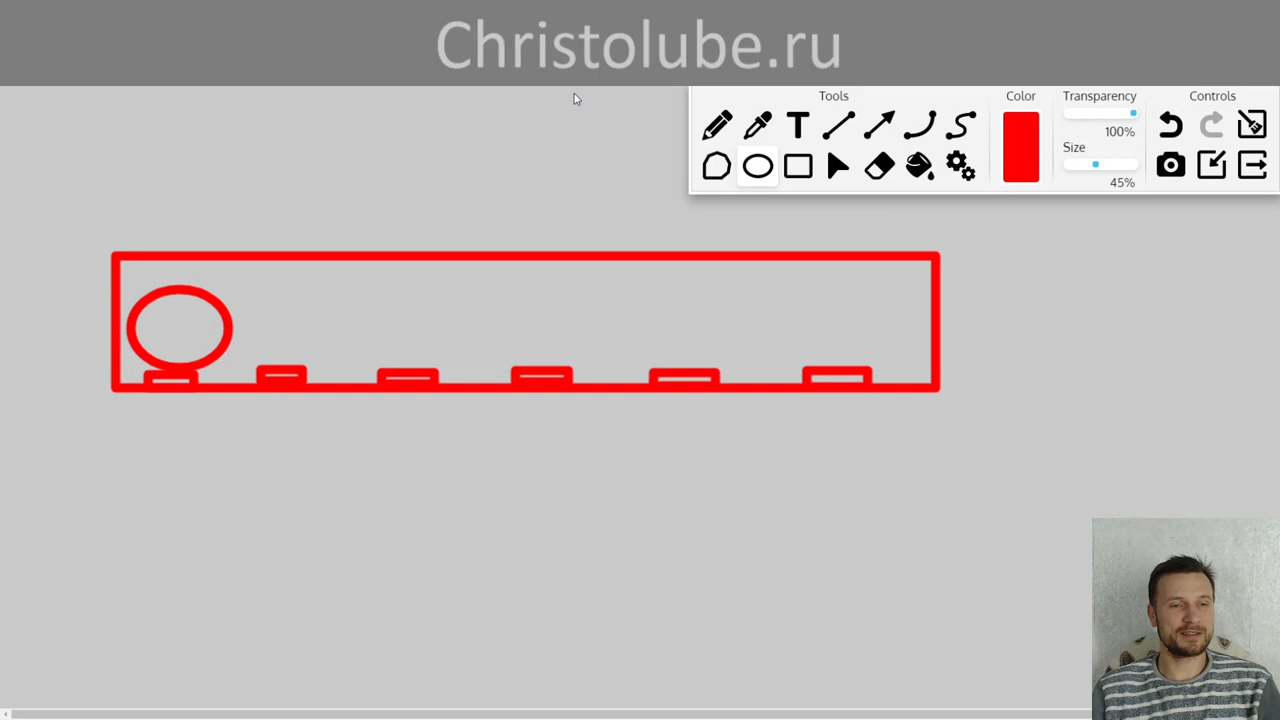 Christolube.ru
Tools
Color
Transparency
Controls
100%
Size
45%